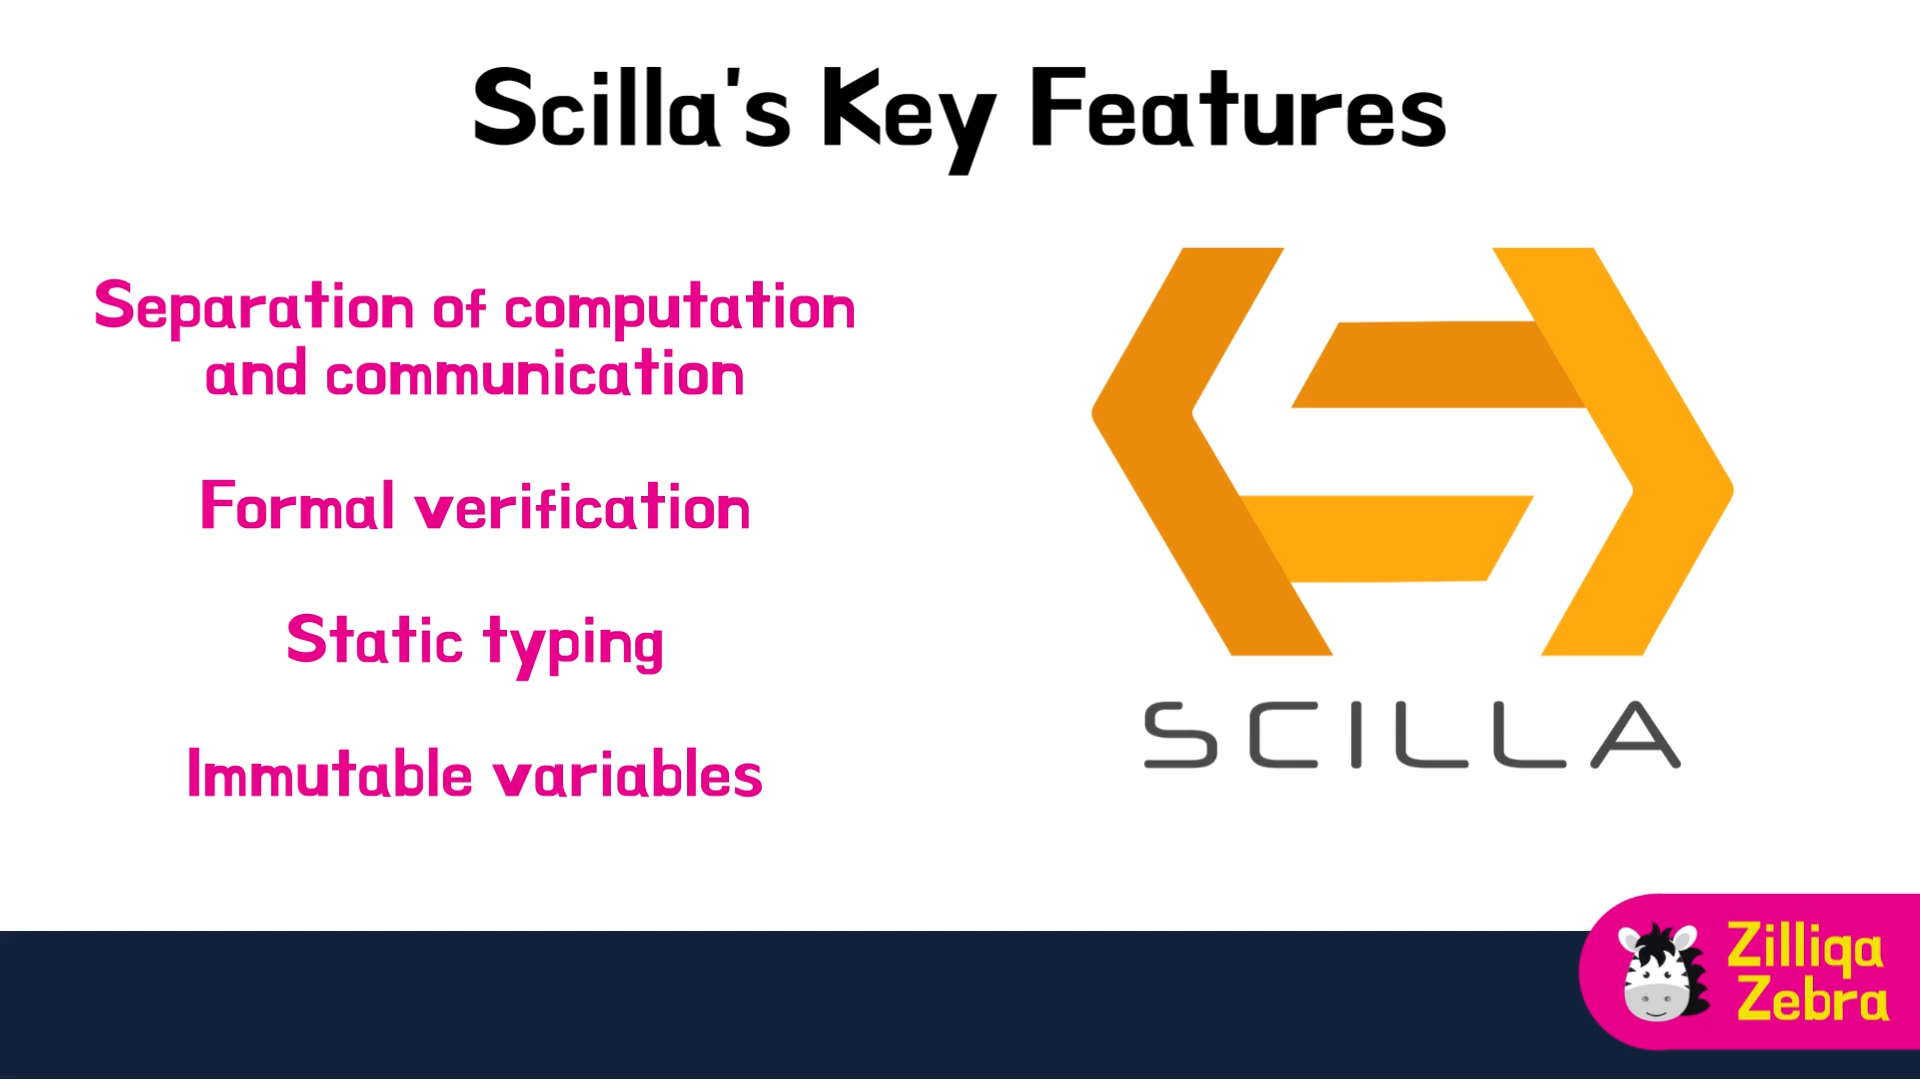 Scilla's Key Features
Separation of computation
and communication
Formal verification
Static typing
Immutable variables
SCILLA
Zilliqa
Zebra